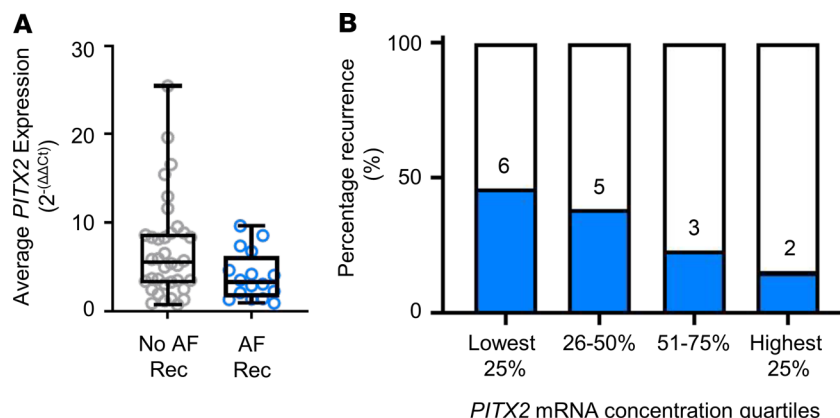 A
Average PITX2 Expression
(2-(ΔΔCt))
30
20
10
0
No AF
Rec
AF
Rec
B
Percentage recurrence
(%)
100
50
0
6
5
3
2
Lowest
25%
26-50%
51-75%
Highest
25%
PITX2 mRNA concentration quartiles